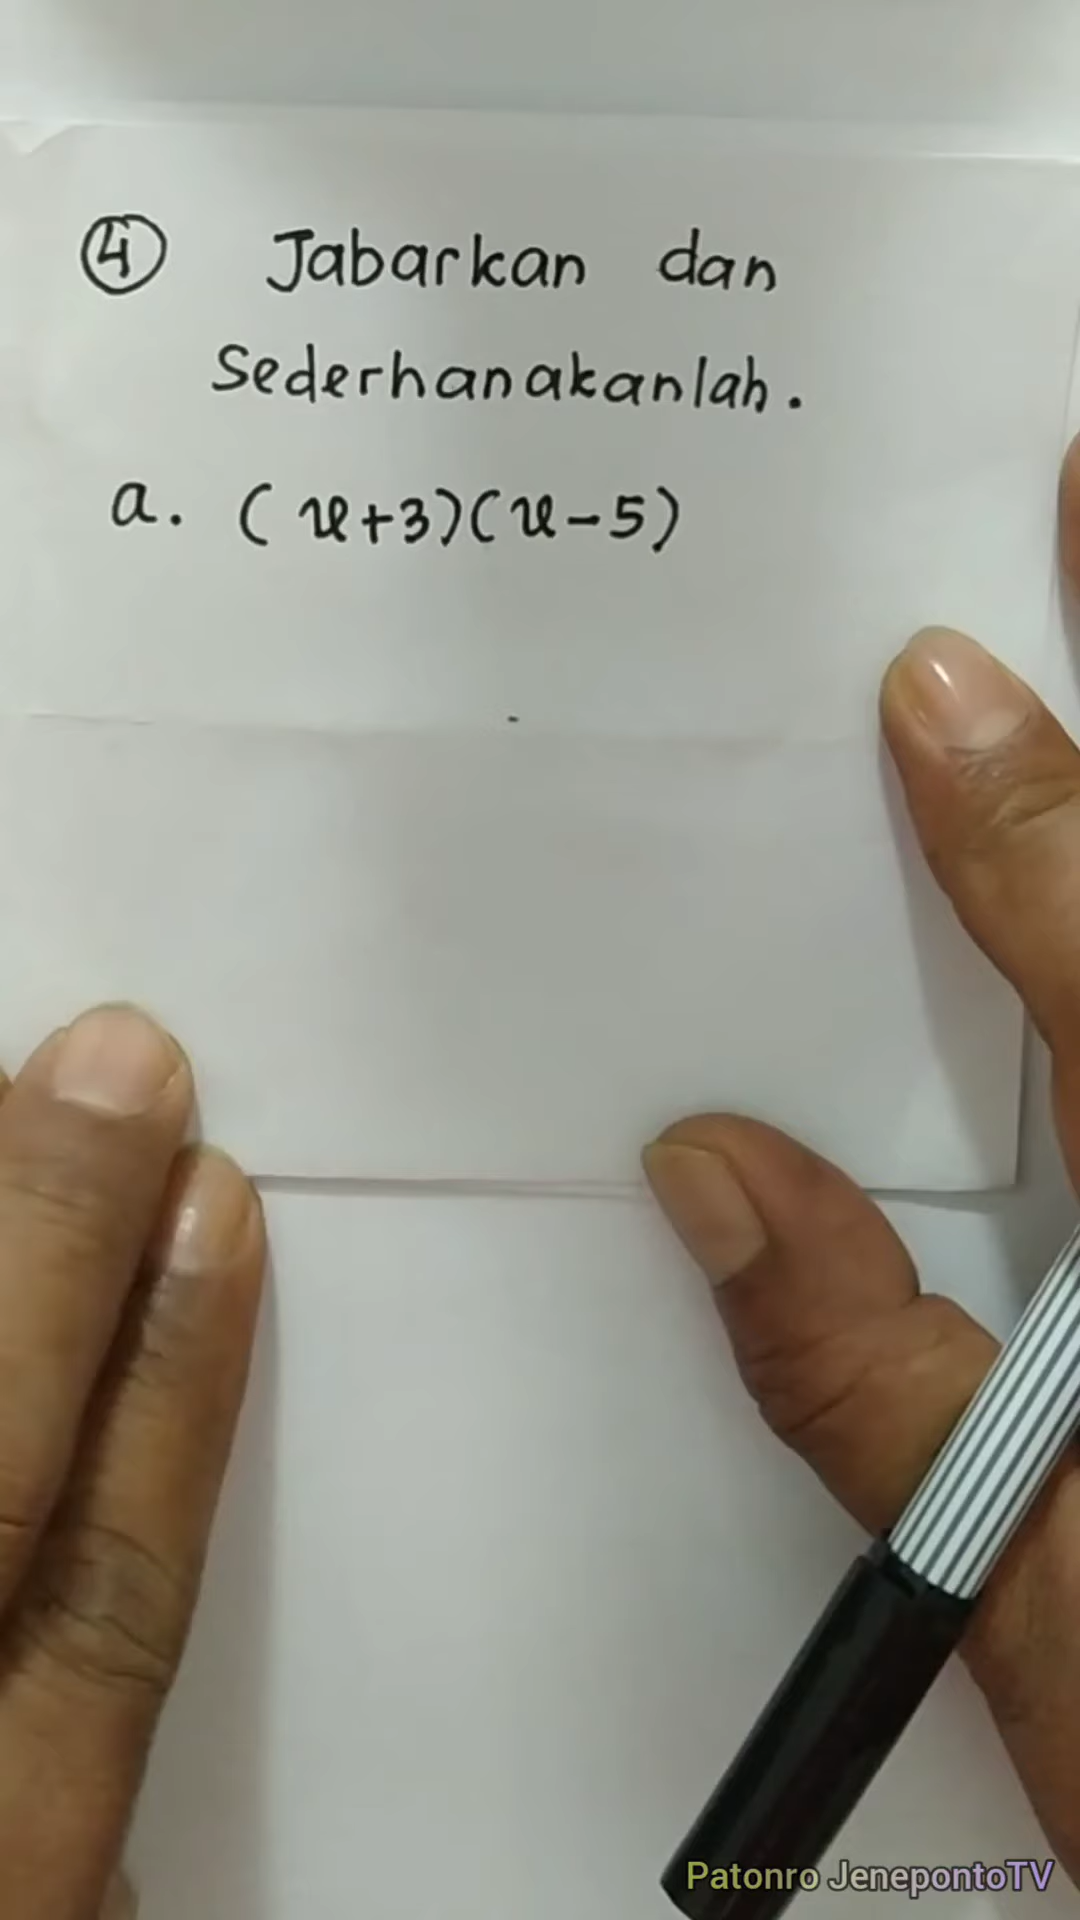 ④ Jabarkan dan
Sederhanakanlah.
a. (x+3)(x-5)
Patonro JenepontoTV